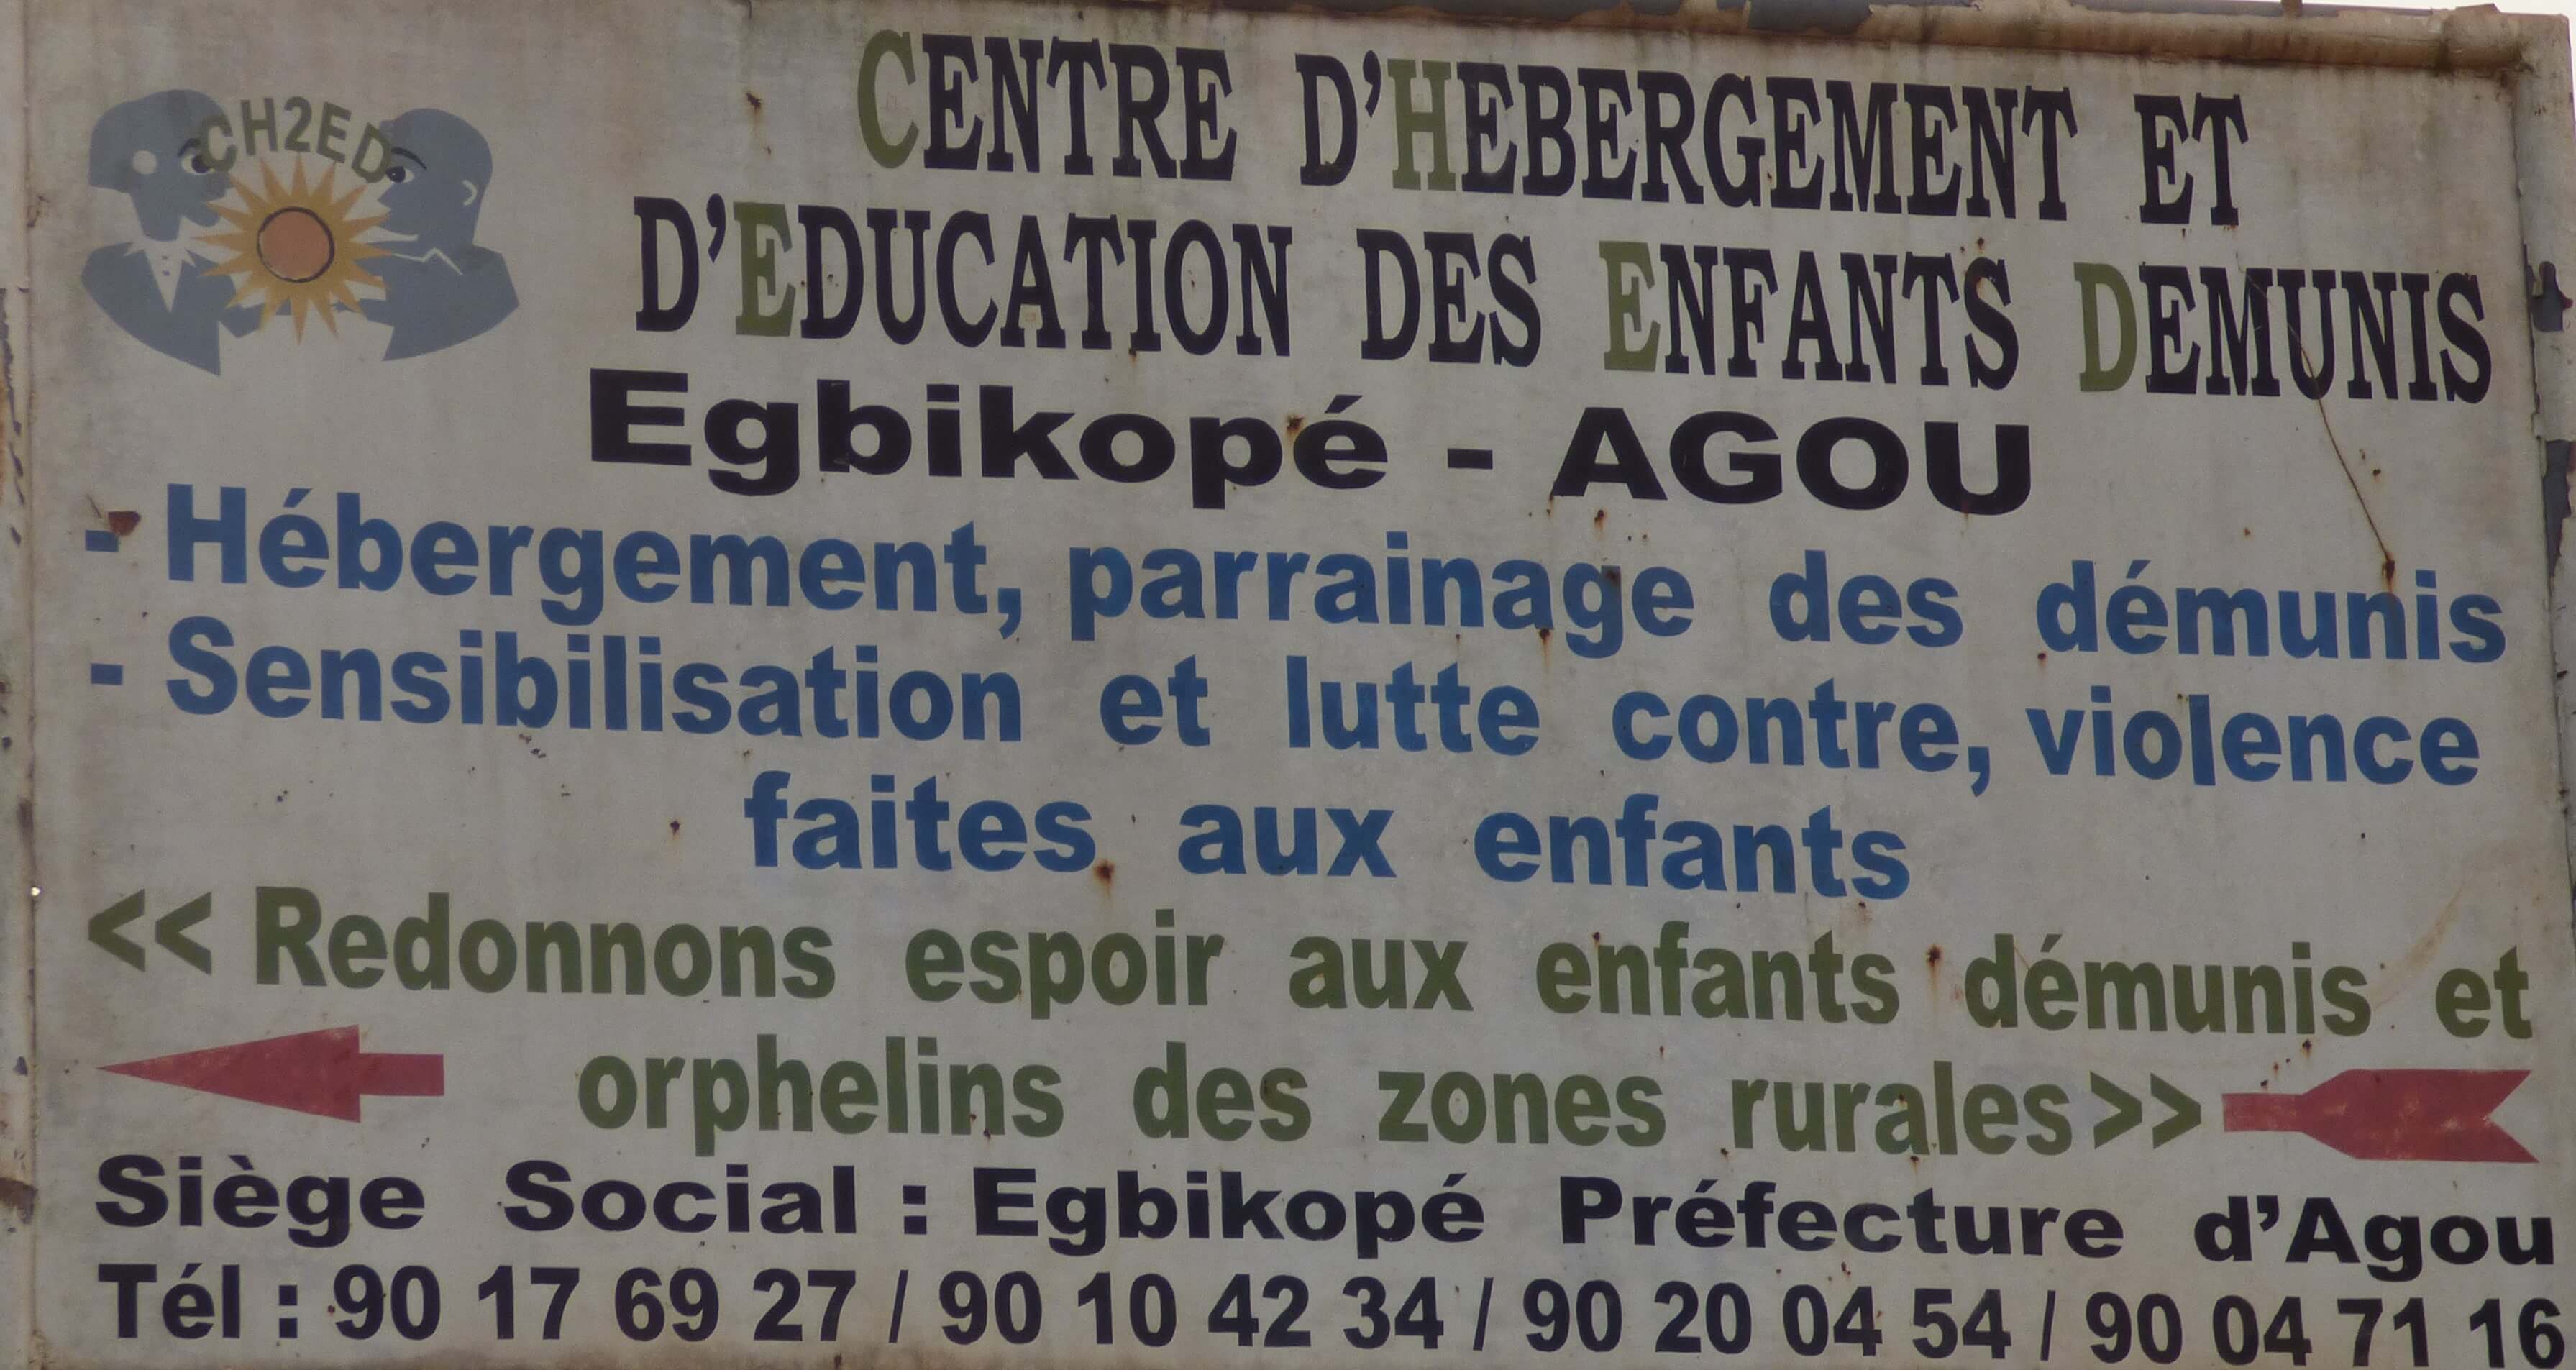 CH2ED
CENTRE D'HEBERGEMENT ET
D'EDUCATION DES ENFANTS DEMUNIS
Egbikopé - AGOU
- Hébergement, parrainage des démunis
- Sensibilisation et lutte contre, violence
faites aux enfants
<< Redonnons espoir aux enfants démunis et
orphelins des zones rurales>>
Siège Social : Egbikopé Préfecture d'Agou
Tél : 90 17 69 27 / 90 10 42 34 / 90 20 04 54 / 90 04 71 16